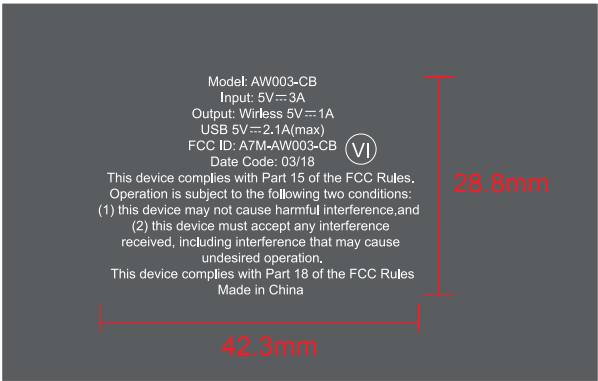 Model: AW003-CB
Input: 5V⎓3A
Output: Wirless 5V⎓1A
USB 5V⎓2.1A(max)
FCC ID: A7M-AW003-CB
VI
Date Code: 03/18
This device complies with Part 15 of the FCC Rules.
Operation is subject to the following two conditions:
(1) this device may not cause harmful interference,and
(2) this device must accept any interference
received, including interference that may cause
undesired operation.
This device complies with Part 18 of the FCC Rules
Made in China
28.8mm
42.3mm